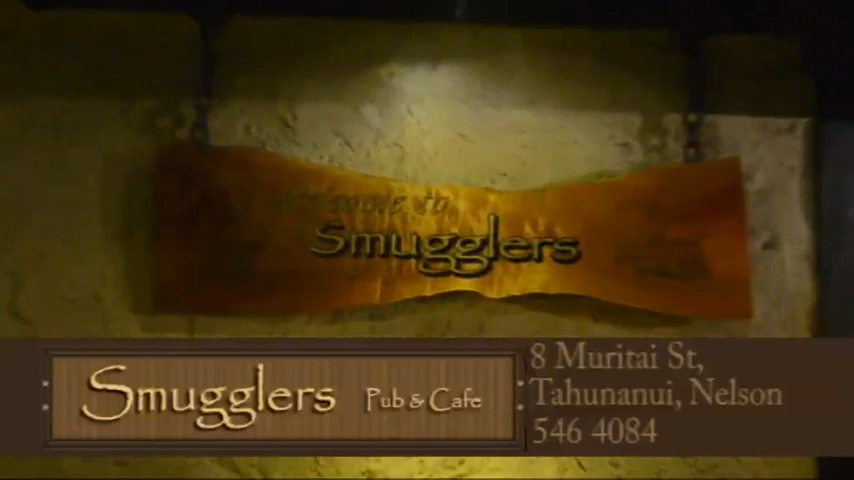 Welcome to
Smugglers
Smugglers Pub & Cafe
8 Muritai St,
Tahunanui, Nelson
546 4084